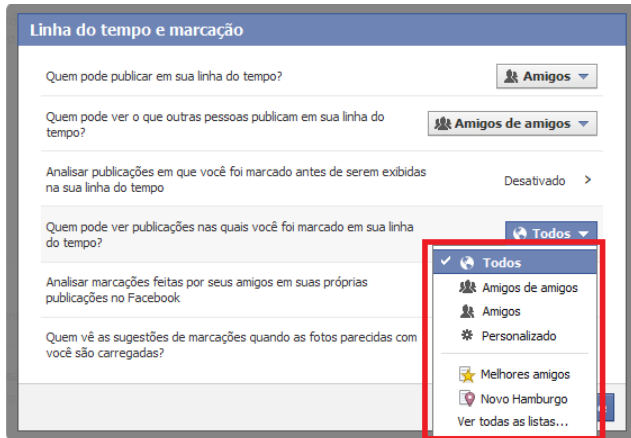 Linha do tempo e marcação
Quem pode publicar em sua linha do tempo?
Amigos
Quem pode ver o que outras pessoas publicam em sua linha do
tempo?
Amigos de amigos
Analisar publicações em que você foi marcado antes de serem exibidas
na sua linha do tempo
Desativado
Quem pode ver publicações nas quais você foi marcado em sua linha
do tempo?
Todos
Todos
Amigos de amigos
Amigos
Personalizado
Melhores amigos
Novo Hamburgo
Ver todas as listas...
Analisar marcações feitas por seus amigos em suas próprias
publicações no Facebook
Quem vê as sugestões de marcações quando as fotos parecidas com
você são carregadas?